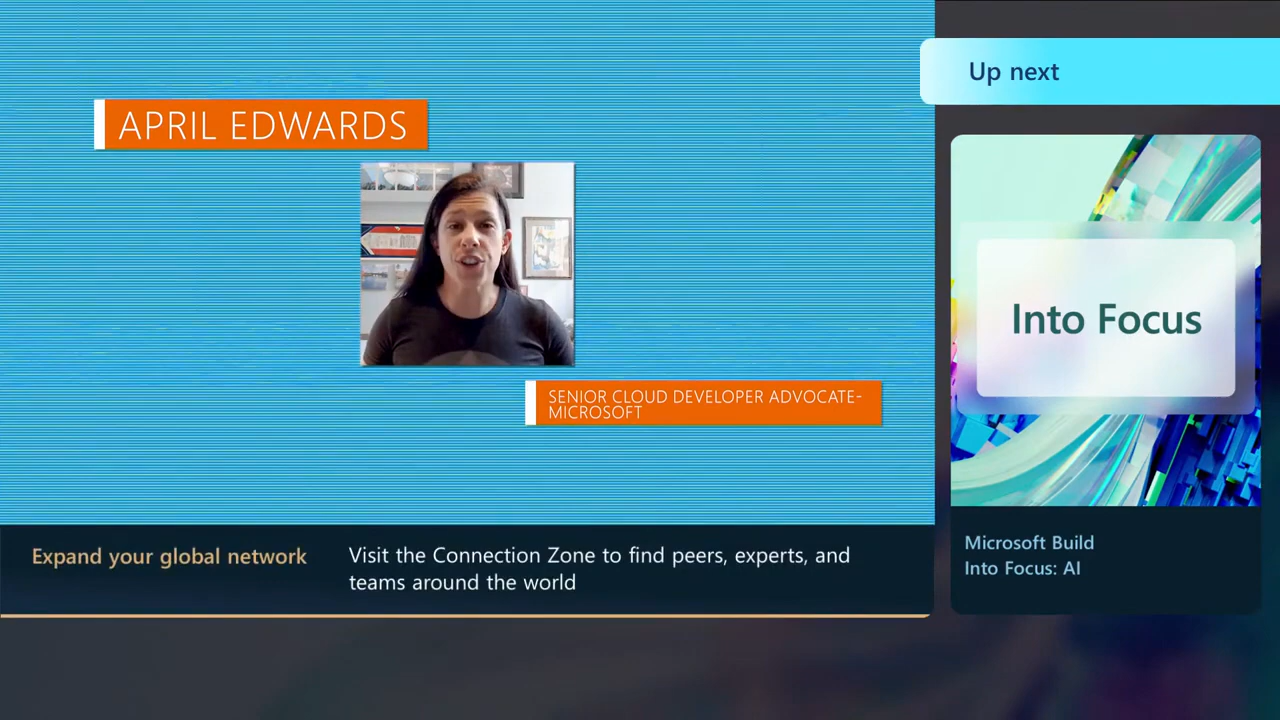 APRIL EDWARDS
SENIOR CLOUD DEVELOPER ADVOCATE-
MICROSOFT
Expand your global network
Visit the Connection Zone to find peers, experts, and
teams around the world
Up next
Into Focus
Microsoft Build
Into Focus: AI